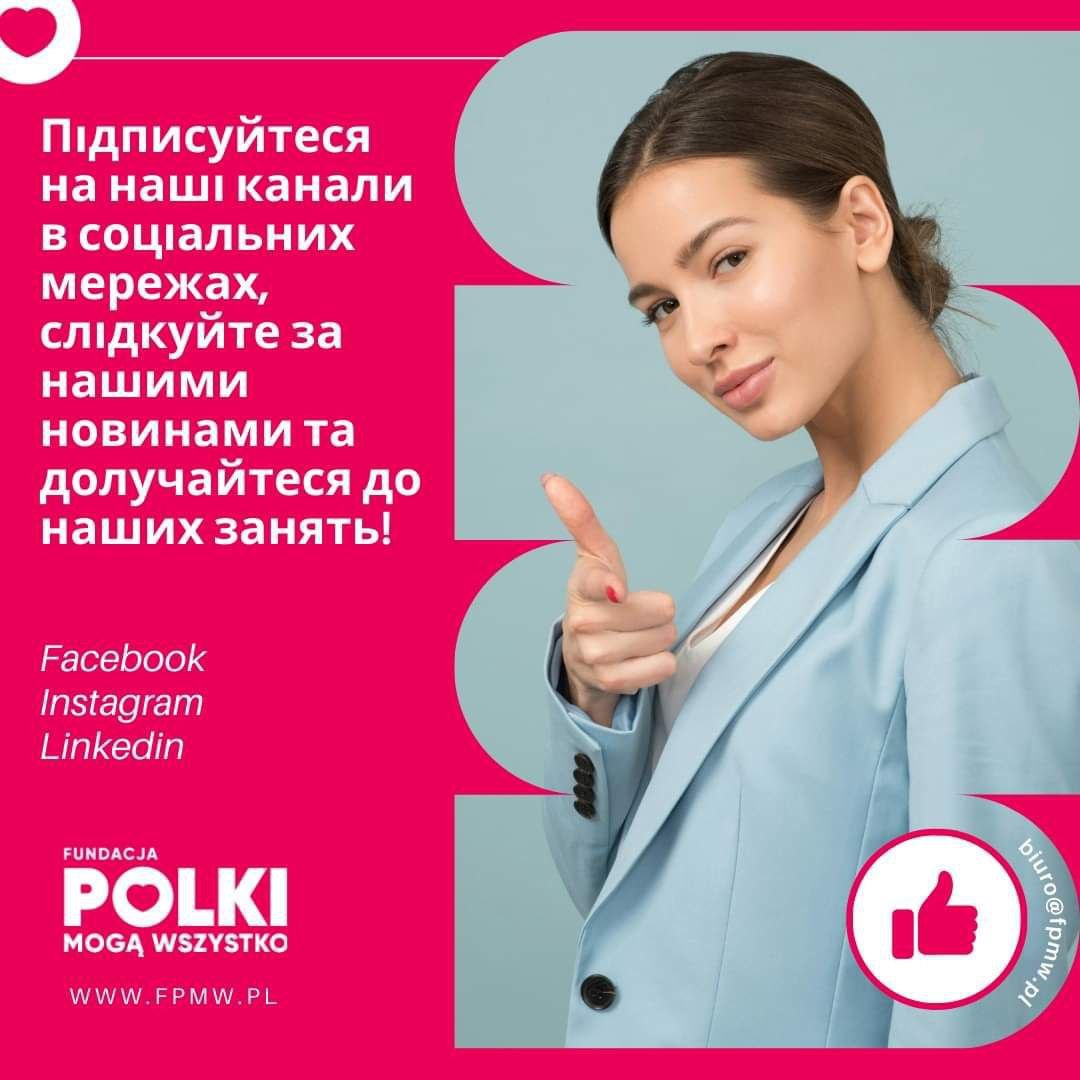 Підписуйтеся
на наші канали
в соціальних
мережах,
слідкуйте за
нашими
новинами та
долучайтеся до
наших занять!
Facebook
Instagram
Linkedin
FUNDACJA
POLKI
MOGĄ WSZYSTKO
WWW.FPMW.PL
biuro@fpmw.pl